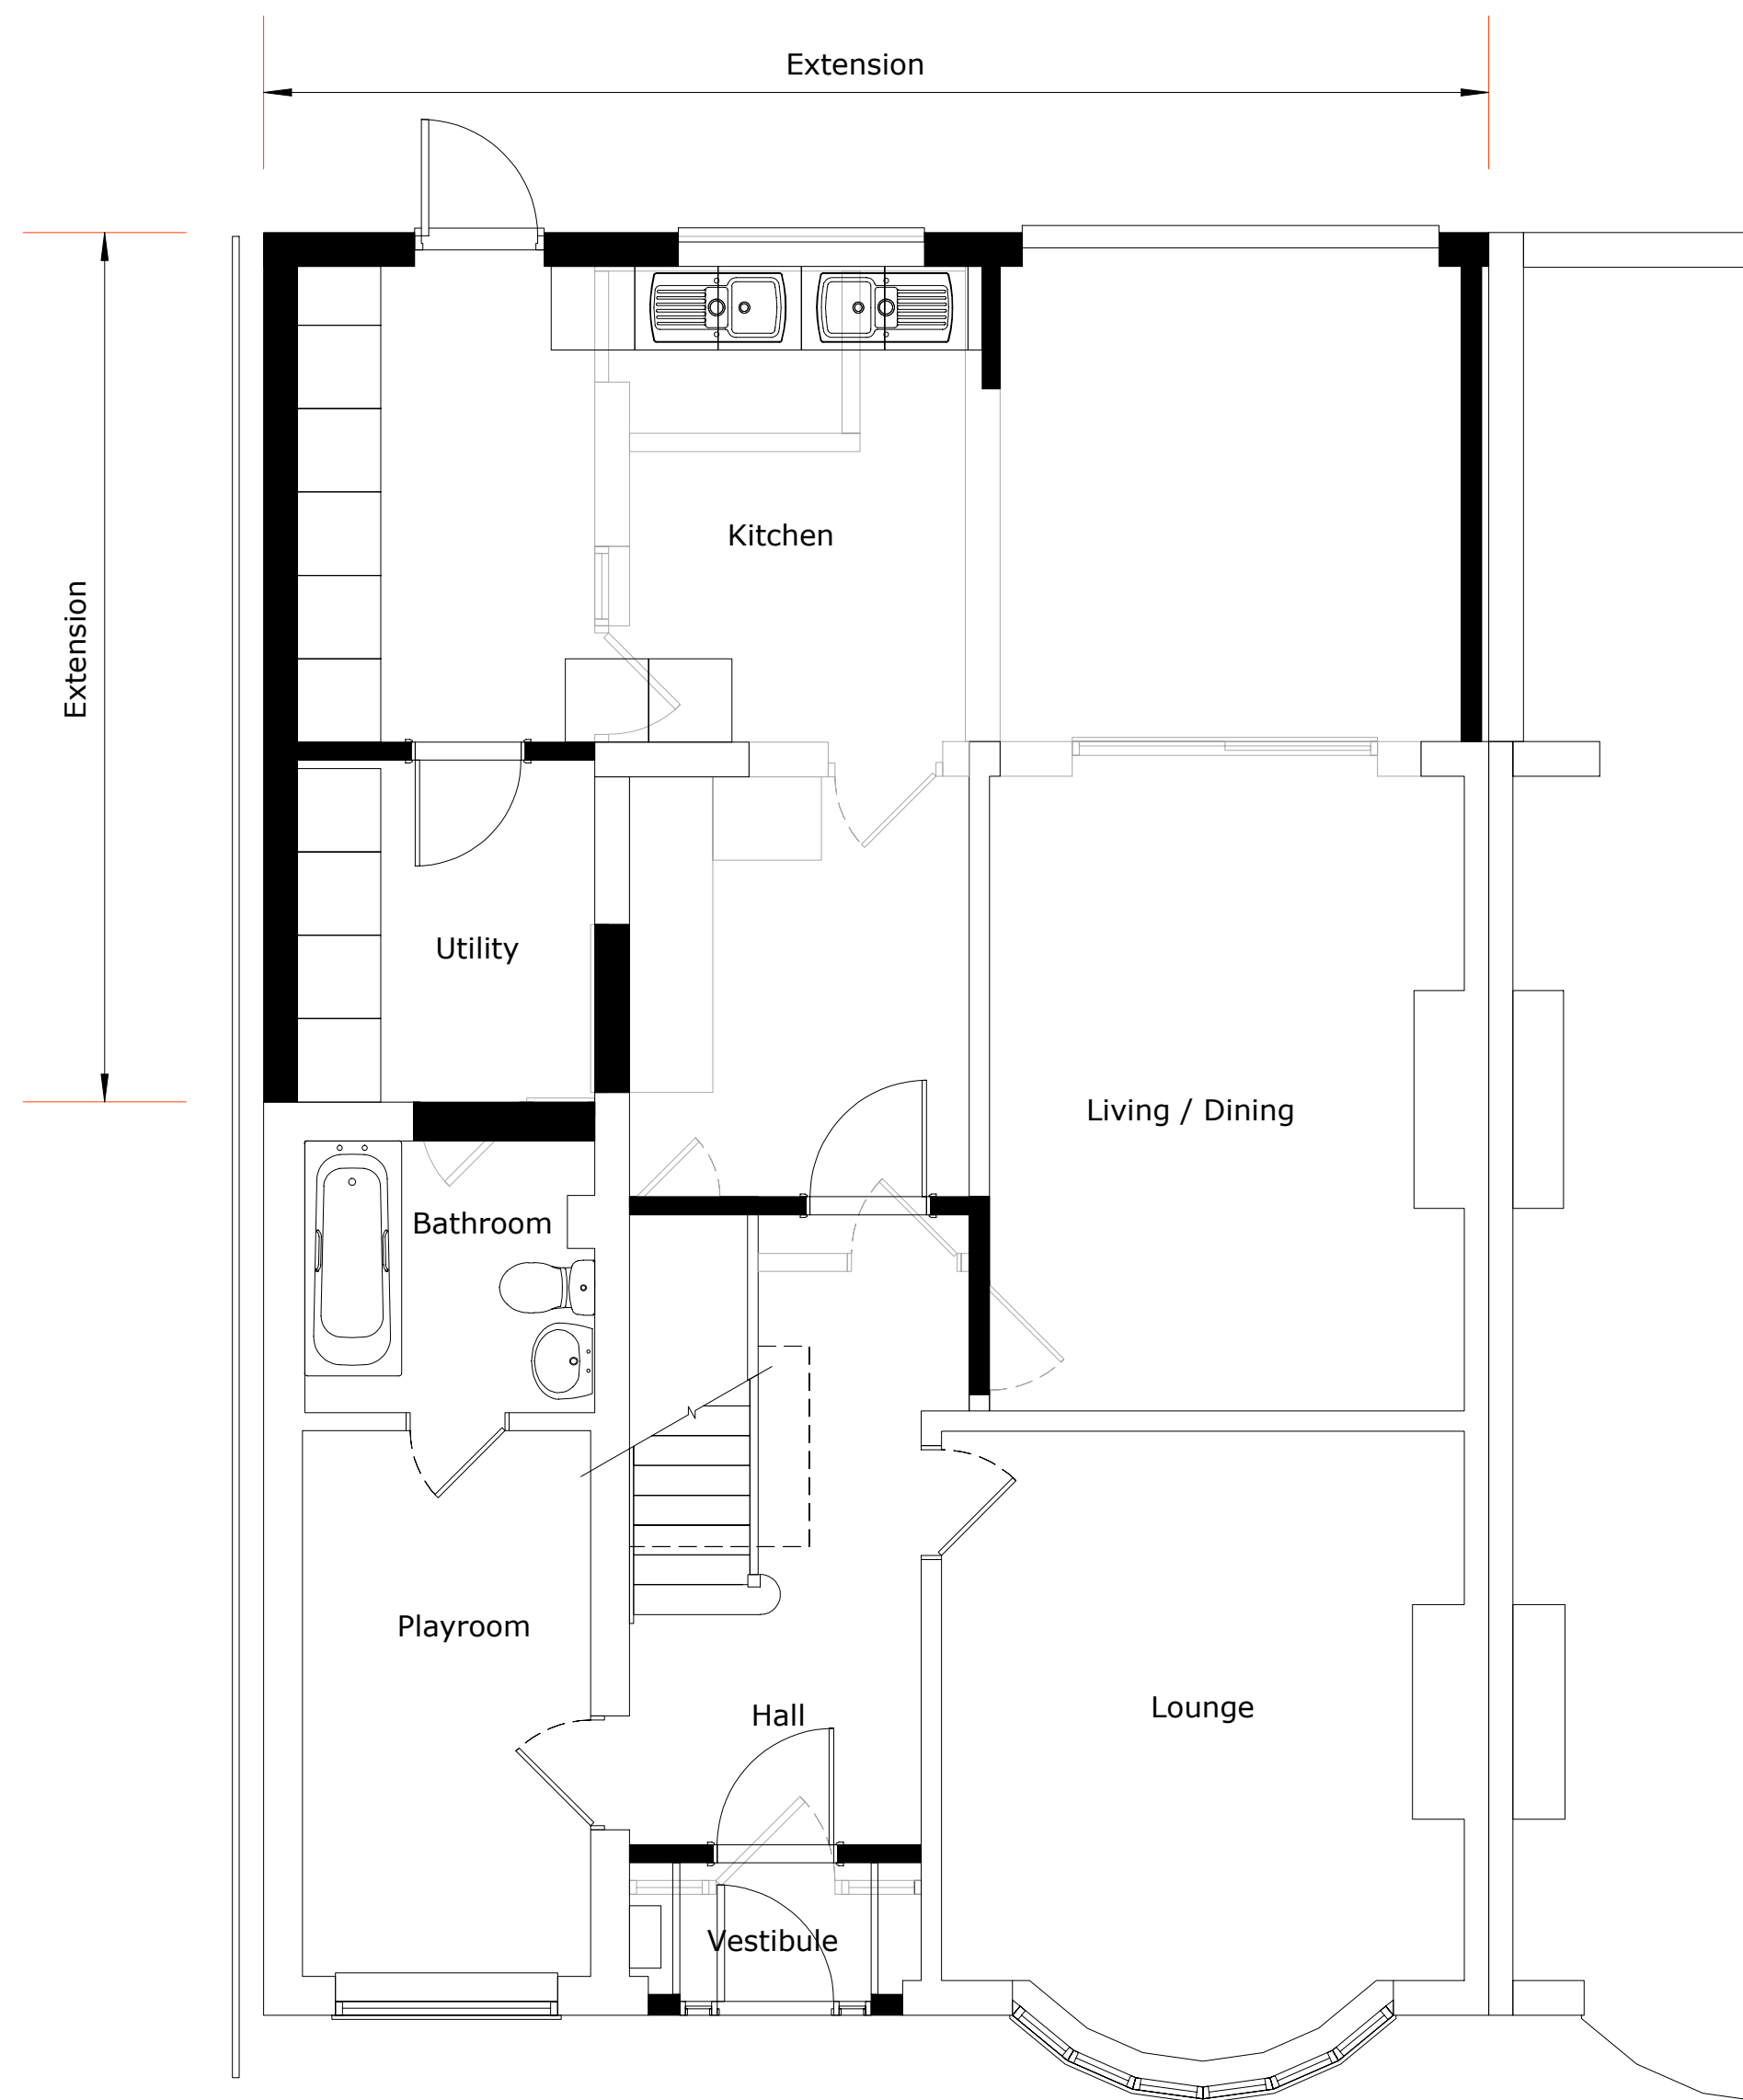 Extension
Kitchen
Extension
Utility
Living / Dining
Bathroom
Playroom
Lounge
Hall
Vestibule